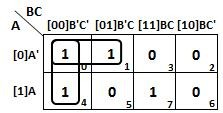 BC
A [00]B'C' [01]B'C [11]BC [10]BC'
[0]A' 1 0 1 1 0 3 0 2
[1]A 1 4 0 5 1 7 0 6